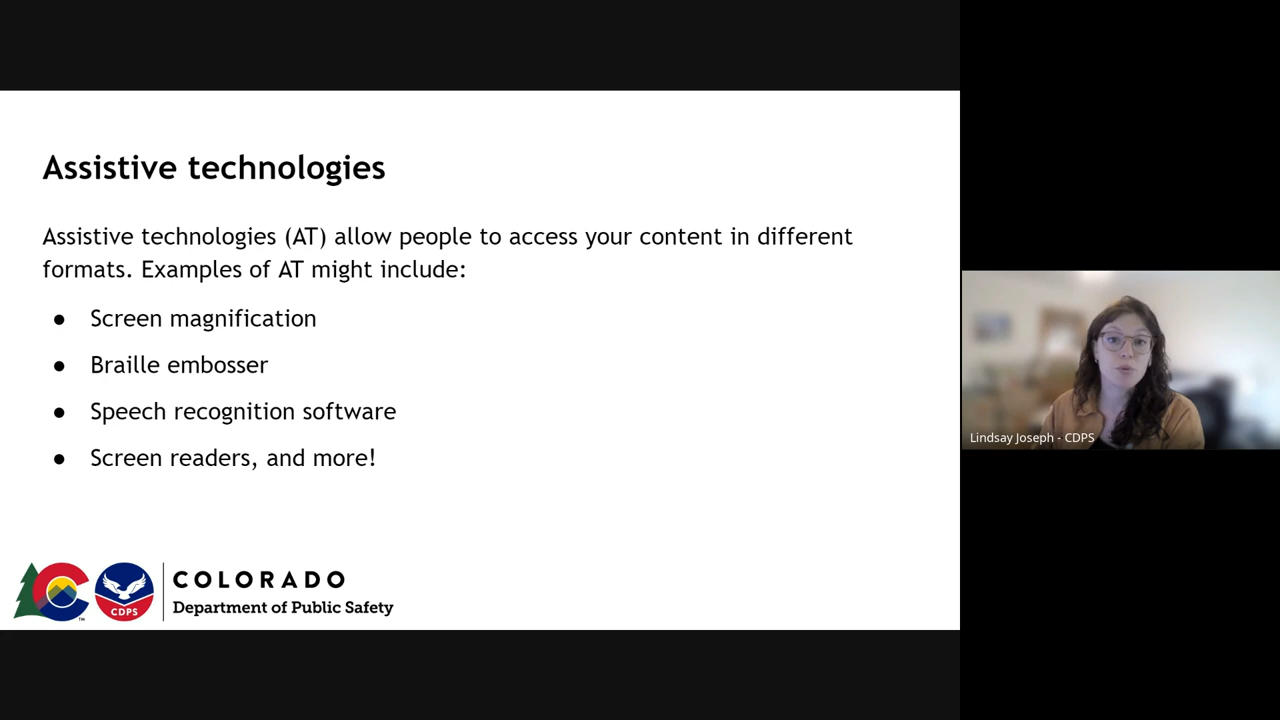 Assistive technologies
Assistive technologies (AT) allow people to access your content in different
formats. Examples of AT might include:
● Screen magnification
● Braille embosser
● Speech recognition software
● Screen readers, and more!
CDPS
TM
COLORADO
Department of Public Safety
Lindsay Joseph - CDPS